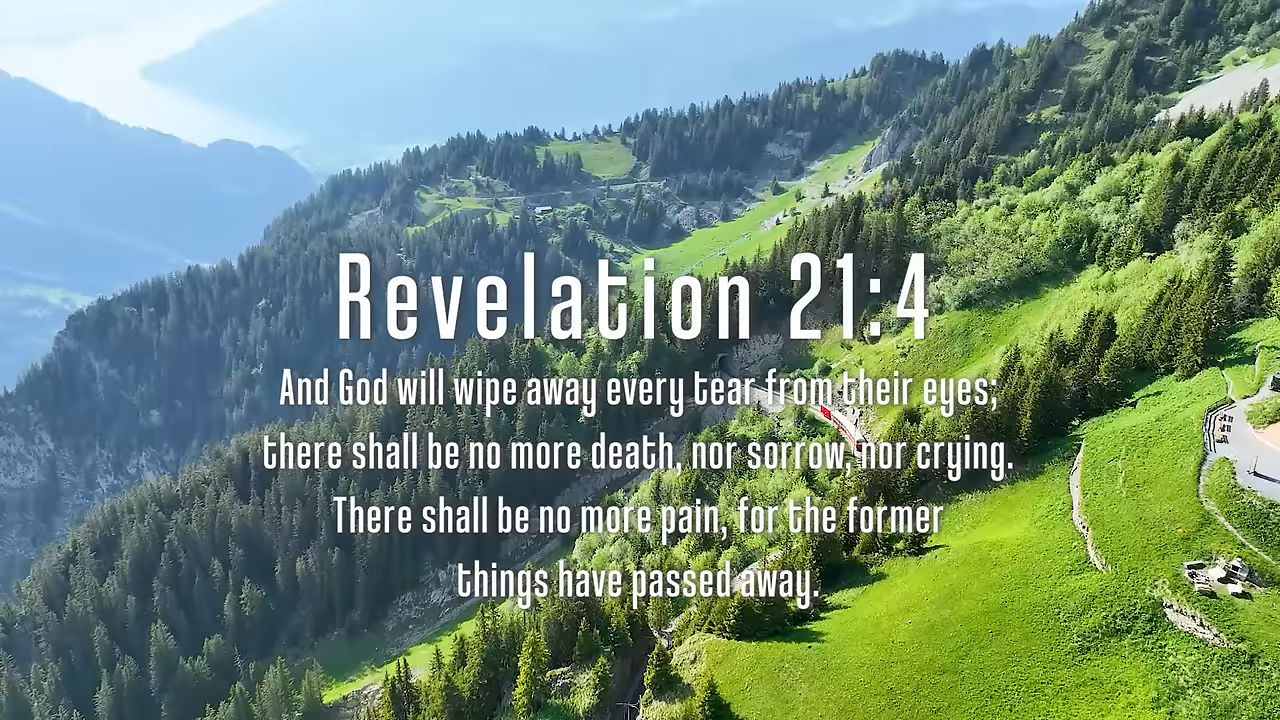 Revelation 21:4
And God will wipe away every tear from their eyes;
there shall be no more death, nor sorrow, nor crying.
There shall be no more pain, for the former
things have passed away.